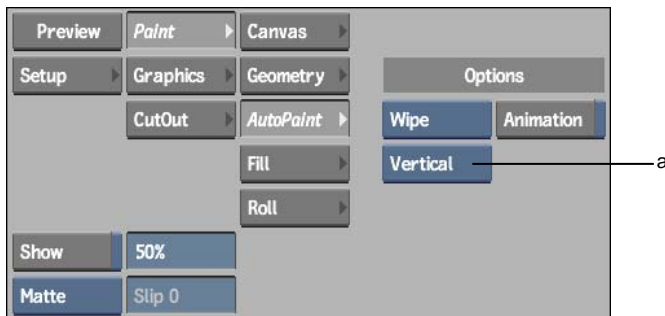 Preview Paint Canvas
Setup Graphics Geometry Options
CutOut AutoPaint Wipe Animation
Fill Vertical a
Roll
Show 50%
Matte Slip 0